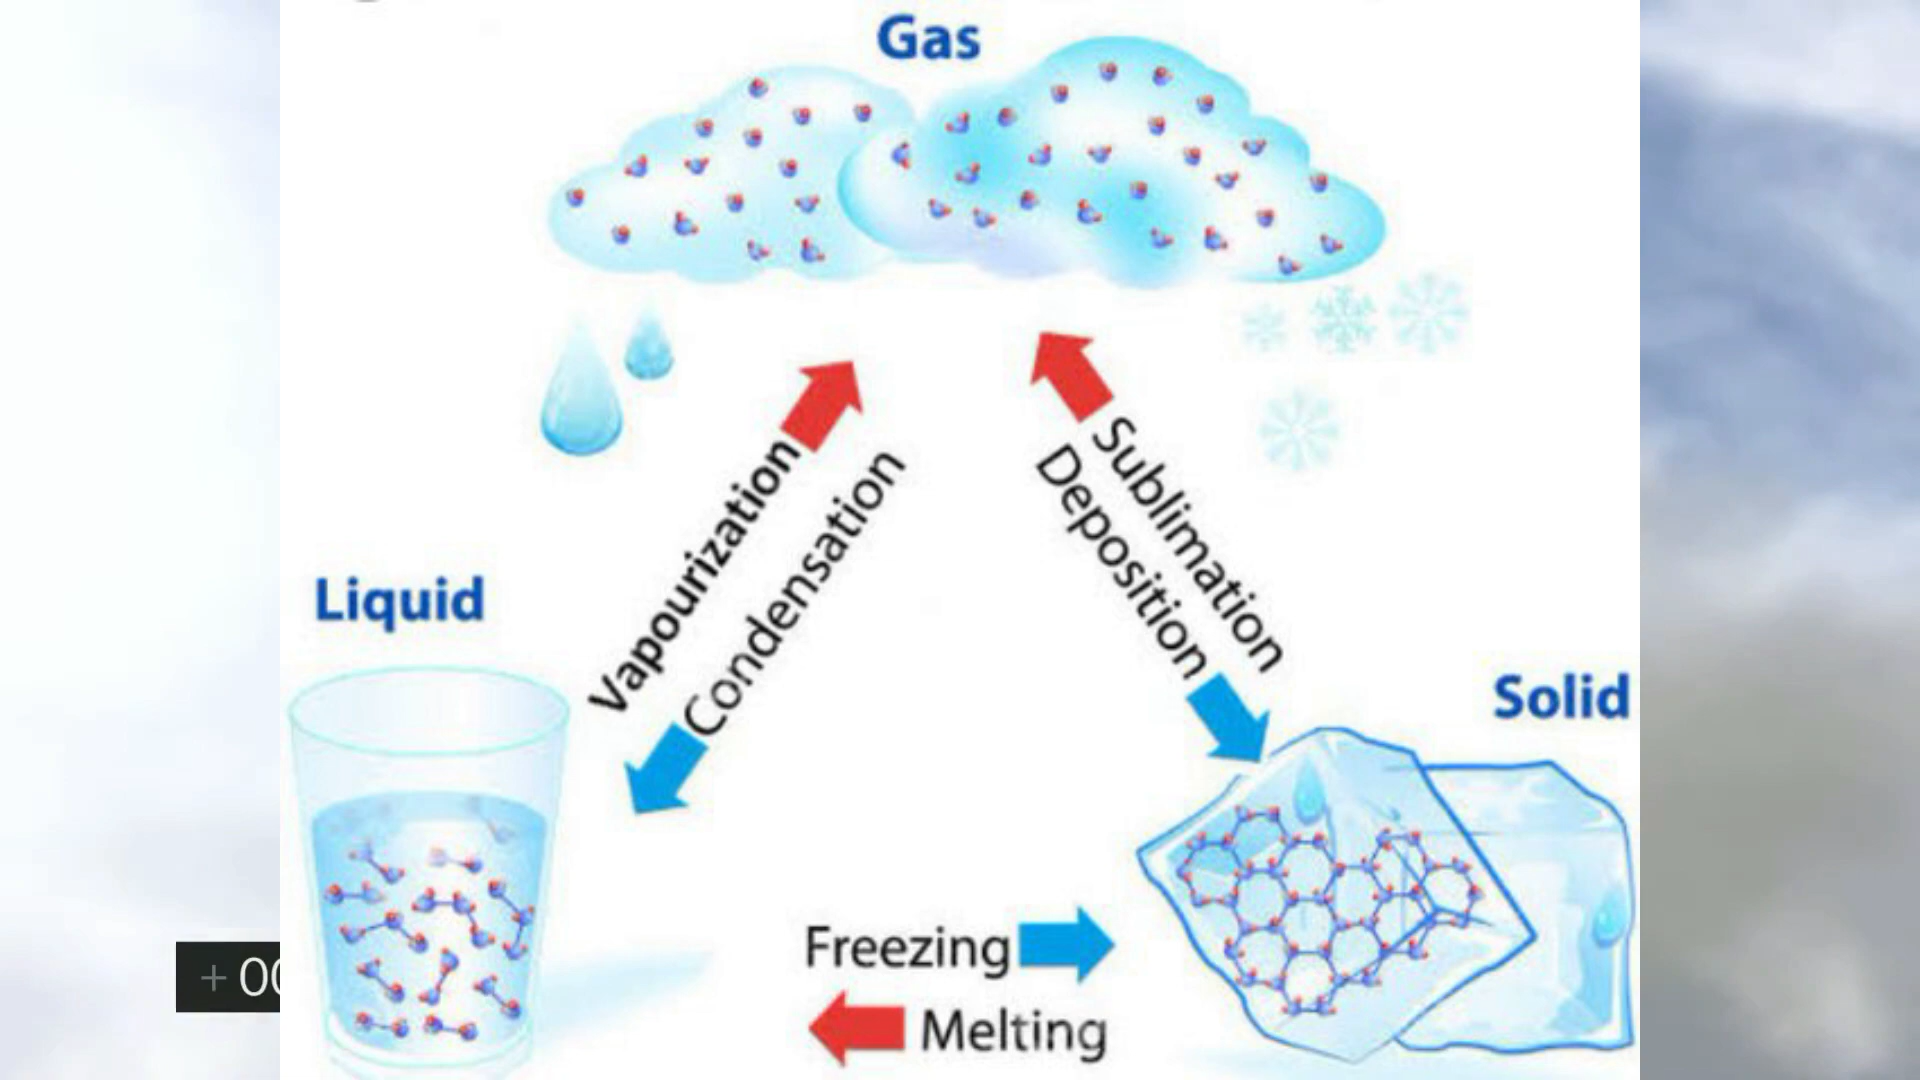 Gas
Vapourization
Condensation
Sublimation
Deposition
Liquid
Solid
Freezing
Melting